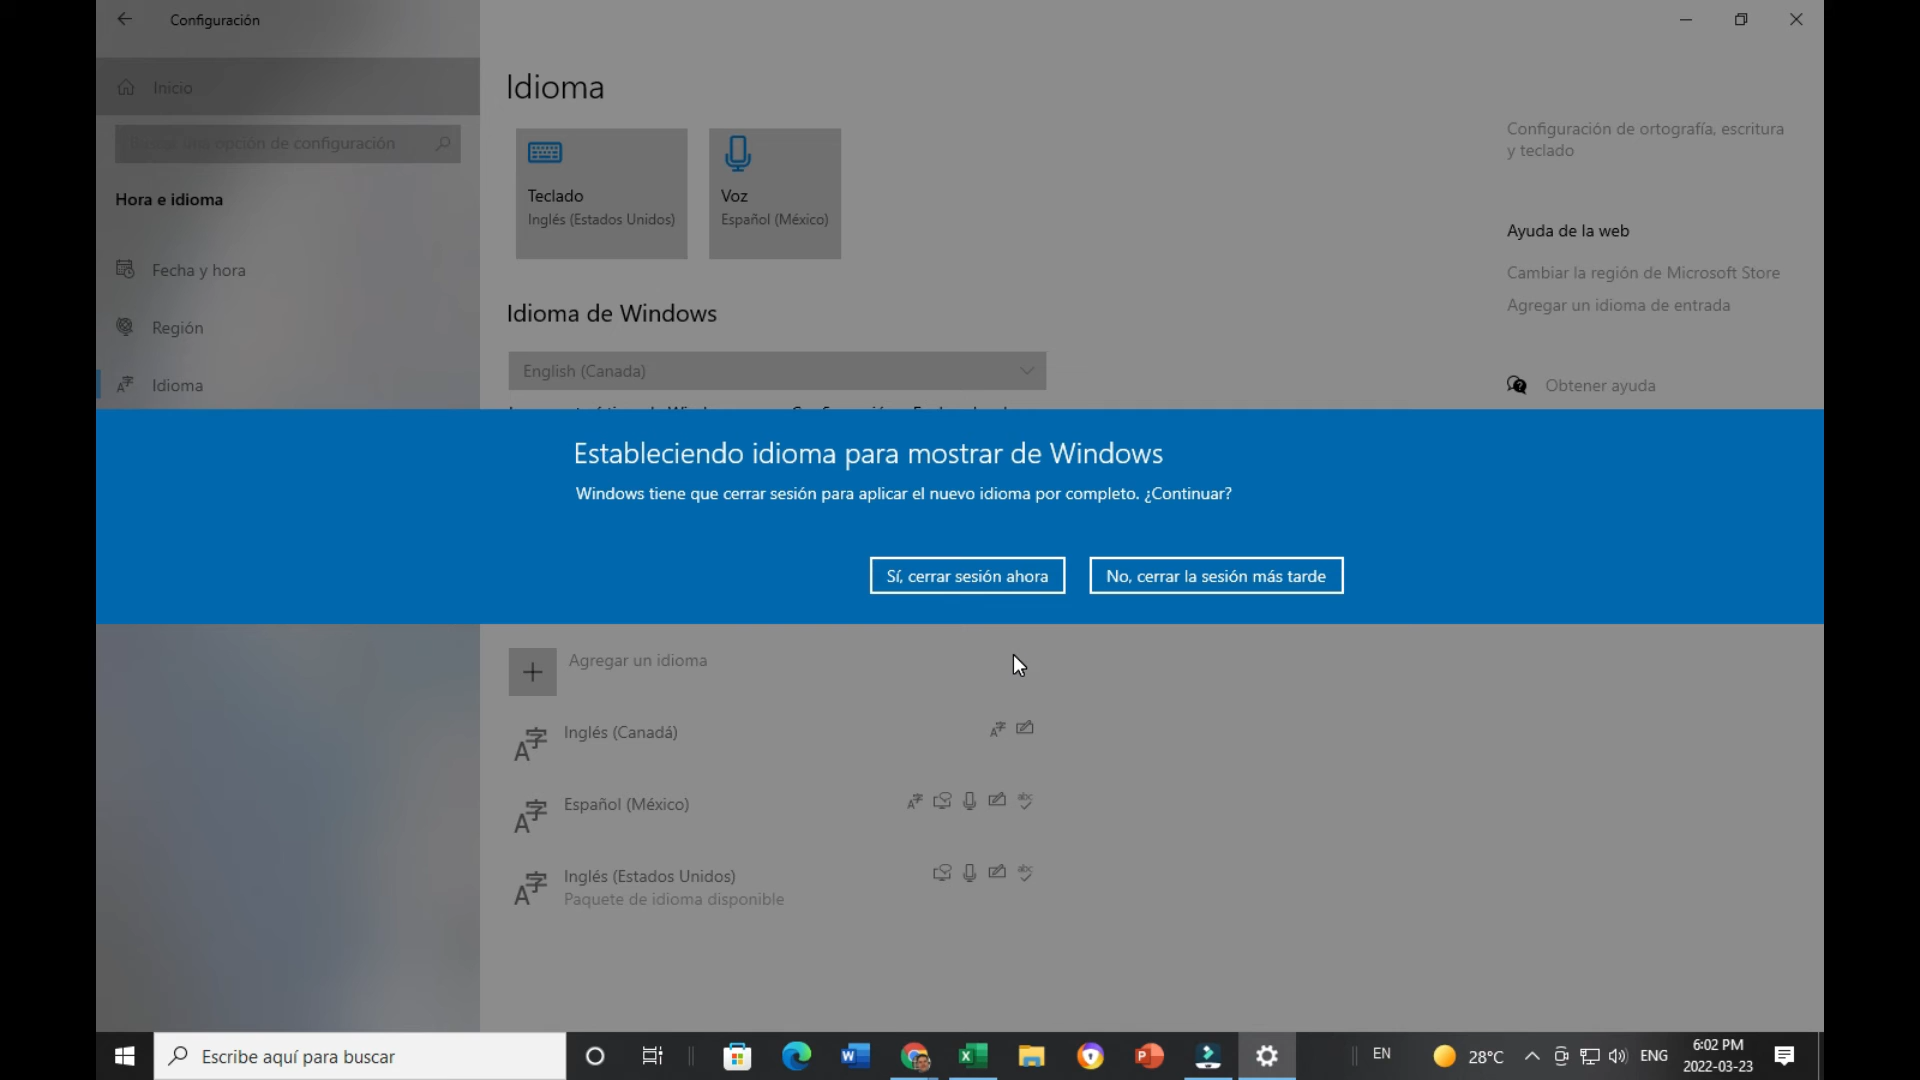 Configuración
Inicio
Buscar una opción de configuración
Hora e idioma
Fecha y hora
Región
Idioma
Idioma
Teclado
Inglés (Estados Unidos)
Voz
Español (México)
Idioma de Windows
English (Canada)
Configuración de ortografía, escritura
y teclado
Ayuda de la web
Cambiar la región de Microsoft Store
Agregar un idioma de entrada
Obtener ayuda
Estableciendo idioma para mostrar de Windows
Windows tiene que cerrar sesión para aplicar el nuevo idioma por completo. ¿Continuar?
Sí, cerrar sesión ahora
No, cerrar la sesión más tarde
Agregar un idioma
Inglés (Canadá)
Español (México)
Inglés (Estados Unidos)
Paquete de idioma disponible
Escribe aquí para buscar
EN
28°C
ENG
6:02 PM
2022-03-23